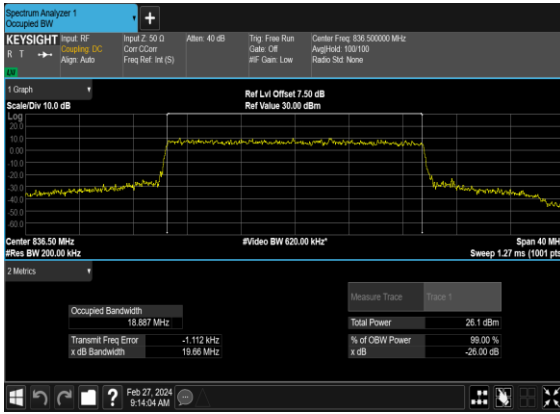 Spectrum Analyzer 1
Occupied BW
+
KEYSIGHT Input: RF Input Z: 50 Ω Atten: 40 dB Trig: Free Run Center Freq: 836.500000 MHz
R T Coupling: DC Corr CCorr Gate: Off Avg|Hold: 100/100
Align: Auto Freq Ref: Int (S) #IF Gain: Low Radio Std: None
LXI
1 Graph
Ref Lvl Offset 7.50 dB
Scale/Div 10.0 dB Ref Value 30.00 dBm
Log
20.0
10.0
0.00
-10.0
-20.0
-30.0
-40.0
-50.0
-60.0
Center 836.50 MHz #Video BW 620.00 kHz* Span 40 MH
#Res BW 200.00 kHz Sweep 1.27 ms (1001 pts
2 Metrics
Measure Trace Trace 1
Occupied Bandwidth
18.887 MHz Total Power 26.1 dBm
Transmit Freq Error -1.112 kHz % of OBW Power 99.00 %
x dB Bandwidth 19.66 MHz x dB -26.00 dB
? Feb 27, 2024
9:14:04 AM